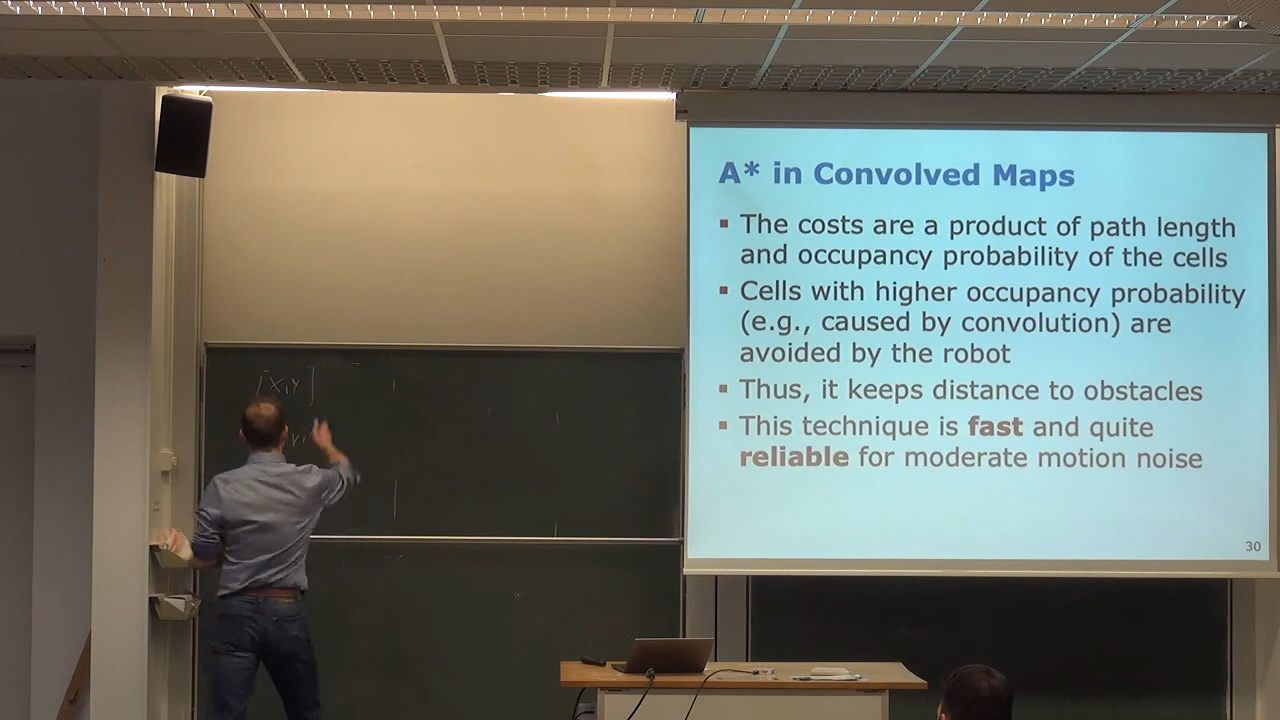 [x,y]
A* in Convolved Maps
▪ The costs are a product of path length
and occupancy probability of the cells
▪ Cells with higher occupancy probability
(e.g., caused by convolution) are
avoided by the robot
▪ Thus, it keeps distance to obstacles
▪ This technique is fast and quite
reliable for moderate motion noise
30